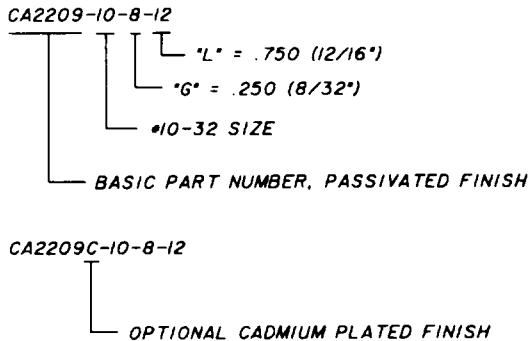 CA2209-10-8-12
"L" = .750 (12/16")
"G" = .250 (8/32")
#10-32 SIZE
BASIC PART NUMBER, PASSIVATED FINISH
CA2209C-10-8-12
OPTIONAL CADMIUM PLATED FINISH